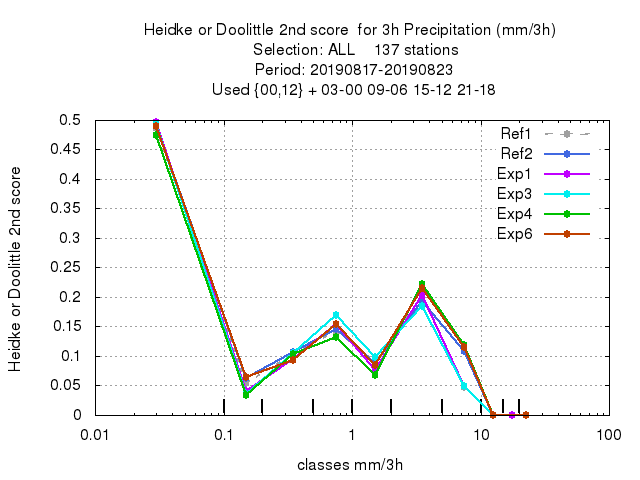 Heidke or Doolittle 2nd score  for 3h Precipitation (mm/3h)
Selection: ALL    137 stations
Period: 20190817-20190823
Used {00,12} + 03-00 09-06 15-12 21-18
Heidke or Doolittle 2nd score
0.5
0.45
0.4
0.35
0.3
0.25
0.2
0.15
0.1
0.05
0
Ref1
Ref2
Exp1
Exp3
Exp4
Exp6
0.01 0.1 1 10 100
classes mm/3h